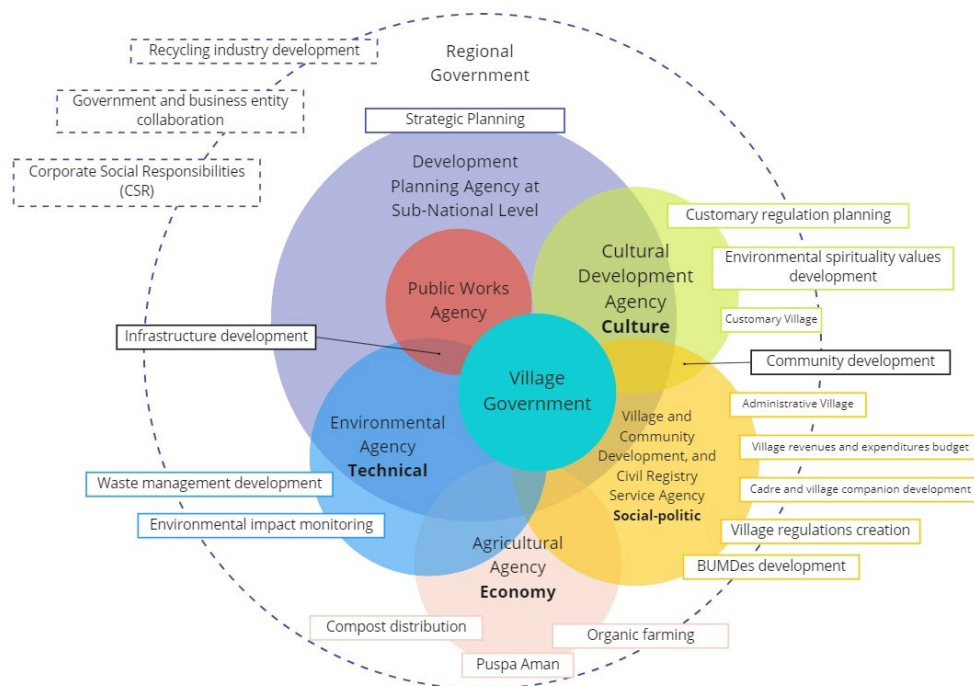 Recycling industry development
Government and business entity
collaboration
Corporate Social Responsibilities
(CSR)
Regional
Government
Strategic Planning
Development
Planning Agency at
Sub-National Level
Public Works
Agency
Cultural
Development
Agency
Culture
Customary regulation planning
Environmental spirituality values
development
Customary Village
Infrastructure development
Community development
Village
Government
Environmental
Agency
Technical
Village and
Community
Development, and
Civil Registry
Service Agency
Social-politic
Administrative Village
Village revenues and expenditures budget
Cadre and village companion development
Village regulations creation
BUMDes development
Waste management development
Environmental impact monitoring
Agricultural
Agency
Economy
Compost distribution
Puspa Aman
Organic farming